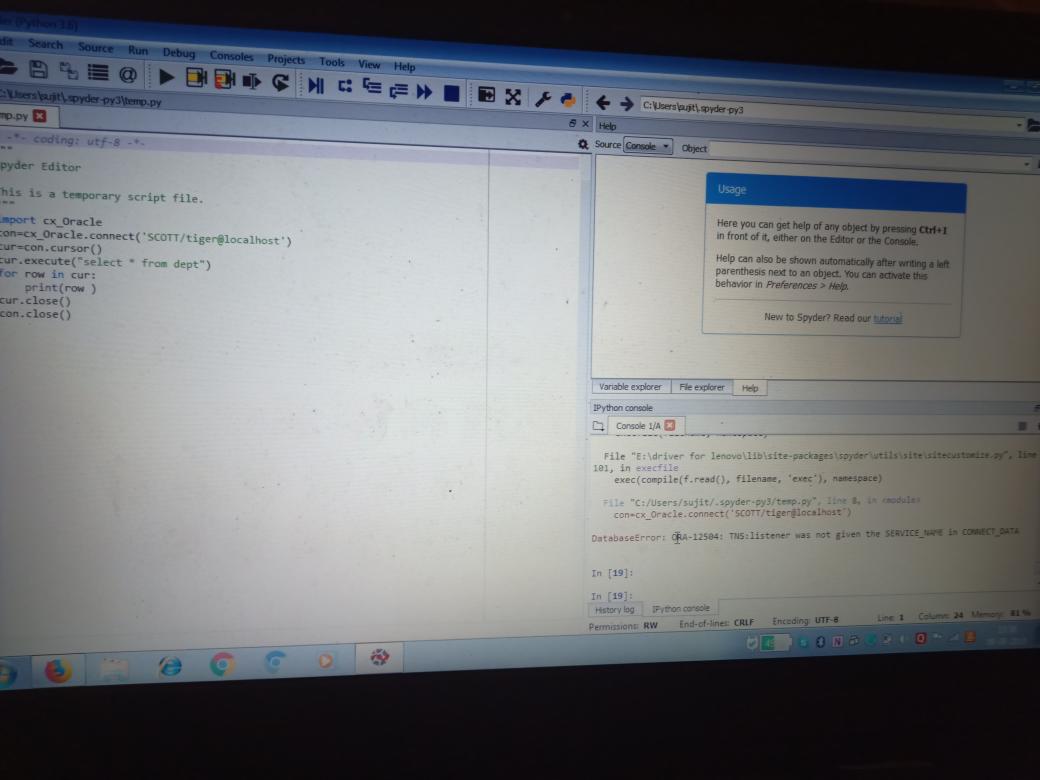 (Python 3.6)
Search Source Run Debug Consoles Projects Tools View Help
C:\Users\sujit\.spyder-py3\temp.py
C:\Users\sujit\.spyder-py3
mp.py
Help
-*- coding: utf-8 -*-
Source Console Object
"""
pyder Editor
his is a temporary script file.
"""
mport cx_Oracle
con=cx_Oracle.connect('SCOTT/tiger@localhost')
cur=con.cursor()
cur.execute("select * from dept")
for row in cur:
print(row )
cur.close()
con.close()
Usage
Here you can get help of any object by pressing Ctrl+I
in front of it, either on the Editor or the Console.
Help can also be shown automatically after writing a left
parenthesis next to an object. You can activate this
behavior in Preferences > Help.
New to Spyder? Read our tutorial
Variable explorer File explorer Help
IPython console
Console 1/A
File "E:\driver for lenovo\lib\site-packages\spyder\utils\site\sitecustomize.py", line
101, in execfile
exec(compile(f.read(), filename, 'exec'), namespace)
File "C:/Users/sujit/.spyder-py3/temp.py", line 8, in <module>
con=cx_Oracle.connect('SCOTT/tiger@localhost')
DatabaseError: ORA-12504: TNS:listener was not given the SERVICE_NAME in CONNECT_DATA
In [19]:
In [19]:
History log IPython console
Permissions: RW End-of-lines: CRLF Encoding: UTF-8 Line: 1 Column: 24 Memory: 81 %